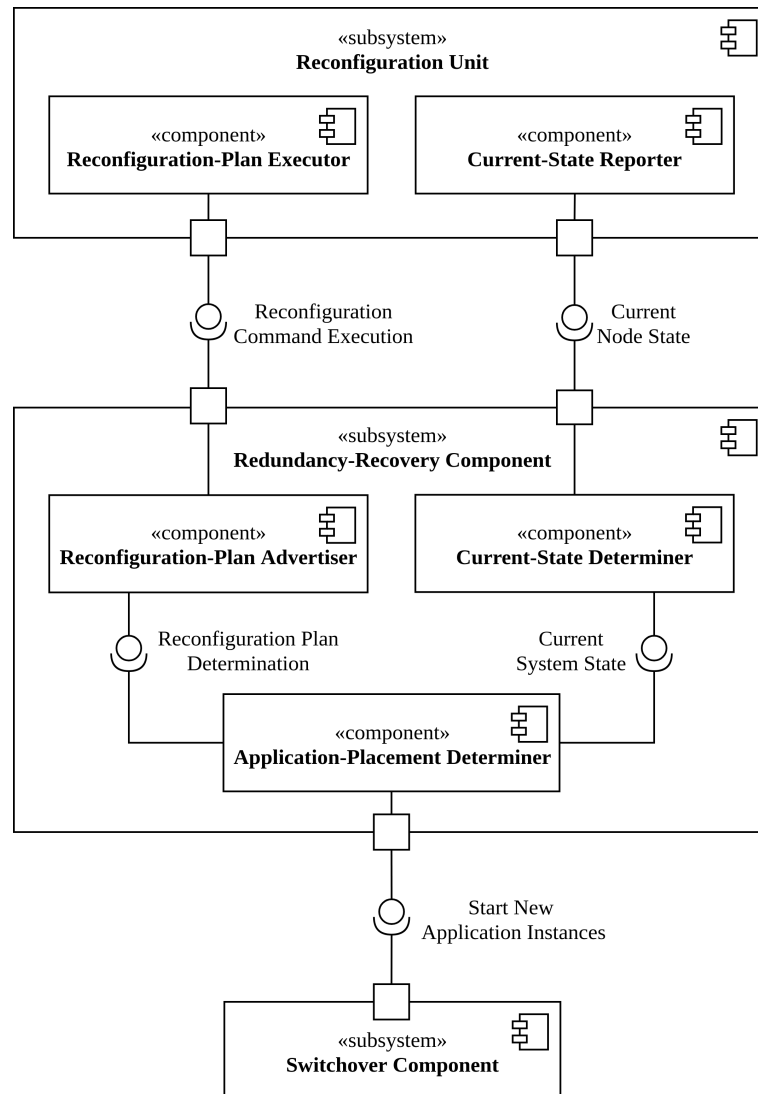 «subsystem»
Reconfiguration Unit
«component»
Reconfiguration-Plan Executor
«component»
Current-State Reporter
Reconfiguration
Command Execution
Current
Node State
«subsystem»
Redundancy-Recovery Component
«component»
Reconfiguration-Plan Advertiser
«component»
Current-State Determiner
Reconfiguration Plan
Determination
Current
System State
«component»
Application-Placement Determiner
Start New
Application Instances
«subsystem»
Switchover Component